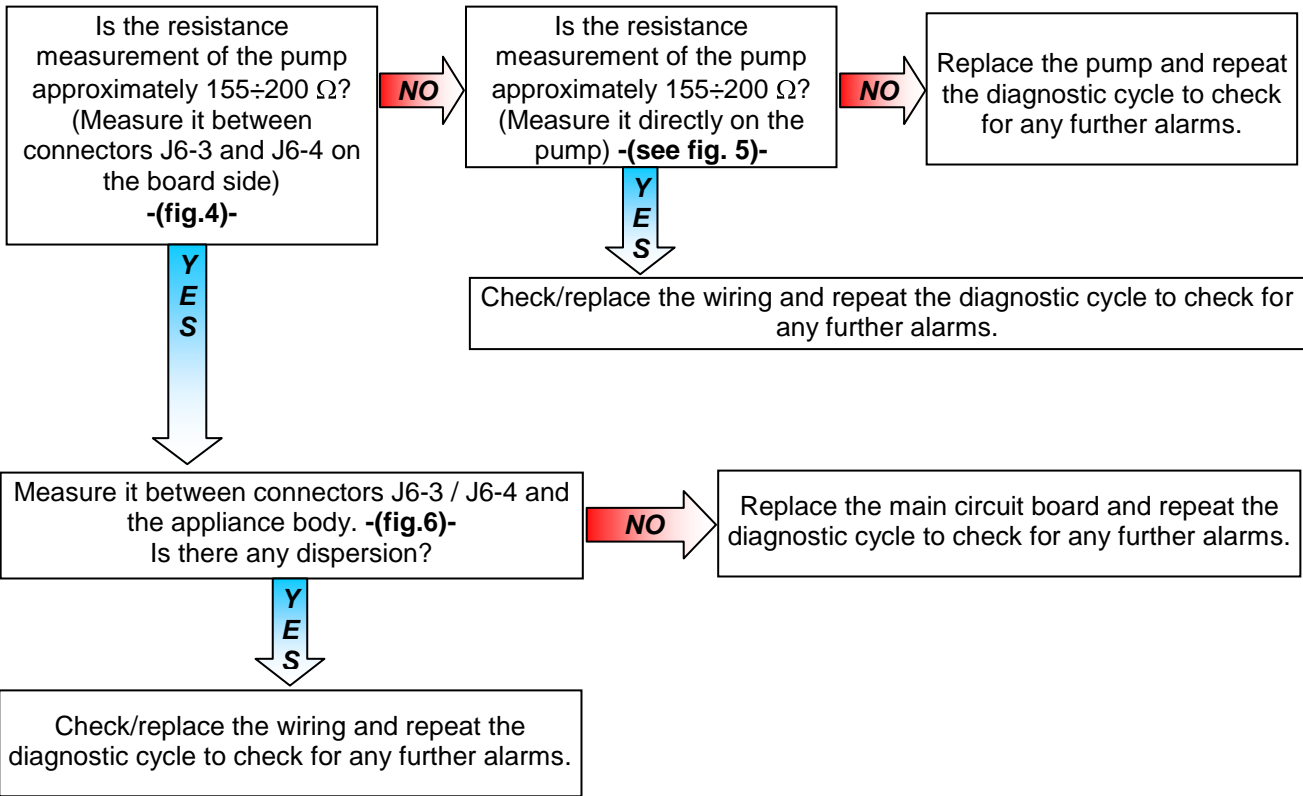 Is the resistance
measurement of the pump
approximately 155÷200 Ω?
(Measure it between
connectors J6-3 and J6-4 on
the board side)
-(fig.4)-
NO
Is the resistance
measurement of the pump
approximately 155÷200 Ω?
(Measure it directly on the
pump) -(see fig. 5)-
NO
Replace the pump and repeat
the diagnostic cycle to check
for any further alarms.
Y
E
S
Check/replace the wiring and repeat the diagnostic cycle to check for
any further alarms.
Y
E
S
Measure it between connectors J6-3 / J6-4 and
the appliance body. -(fig.6)-
Is there any dispersion?
NO
Replace the main circuit board and repeat the
diagnostic cycle to check for any further alarms.
Y
E
S
Check/replace the wiring and repeat the
diagnostic cycle to check for any further alarms.